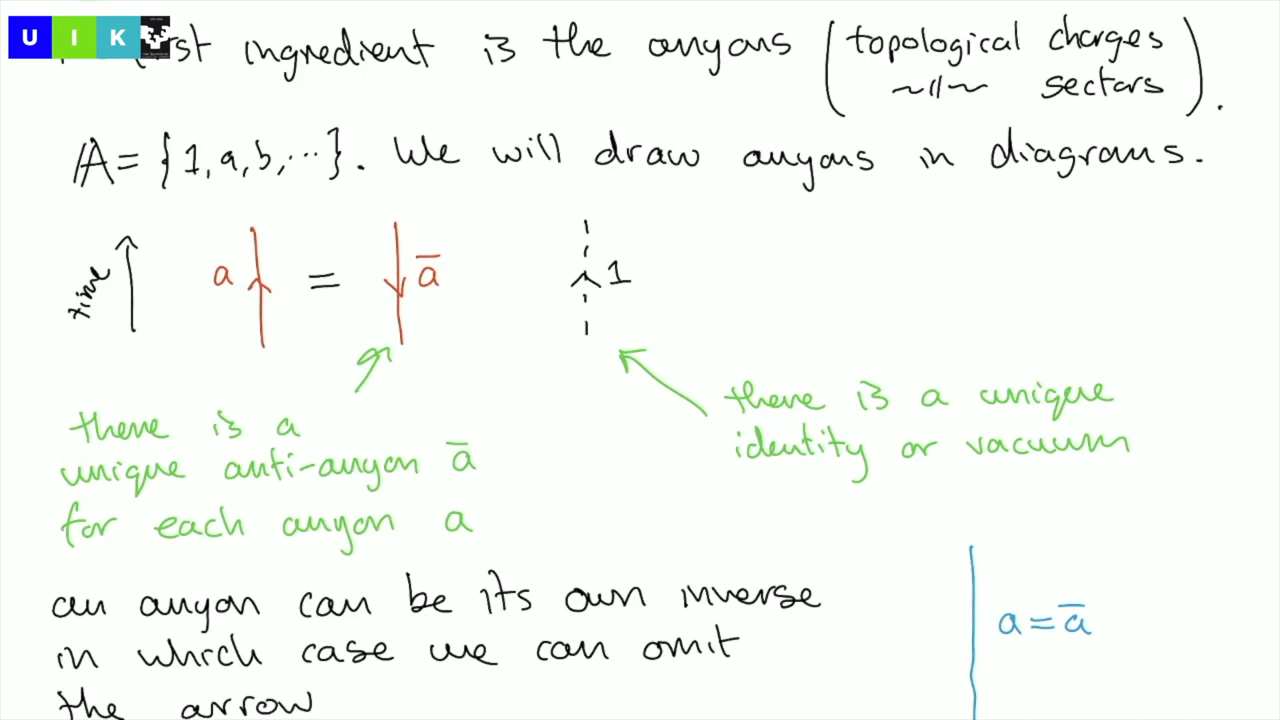 UIK
first ingredient is the anyons (topological charges
~〃~ sectors).
A = {1, a, b, ...}. We will draw anyons in diagrams.
time a = ā 1
there is a
unique anti-anyon ā
for each anyon a
there is a unique
identity or vacuum
an anyon can be its own inverse
in which case we can omit
the arrow
a = ā